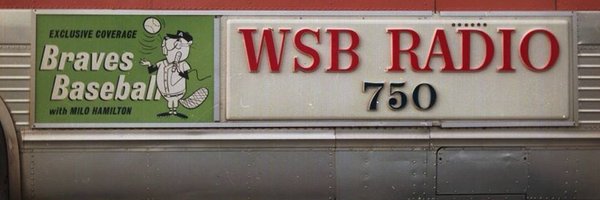 EXCLUSIVE COVERAGE
Braves
Baseball
with MILO HAMILTON
WSB RADIO
750